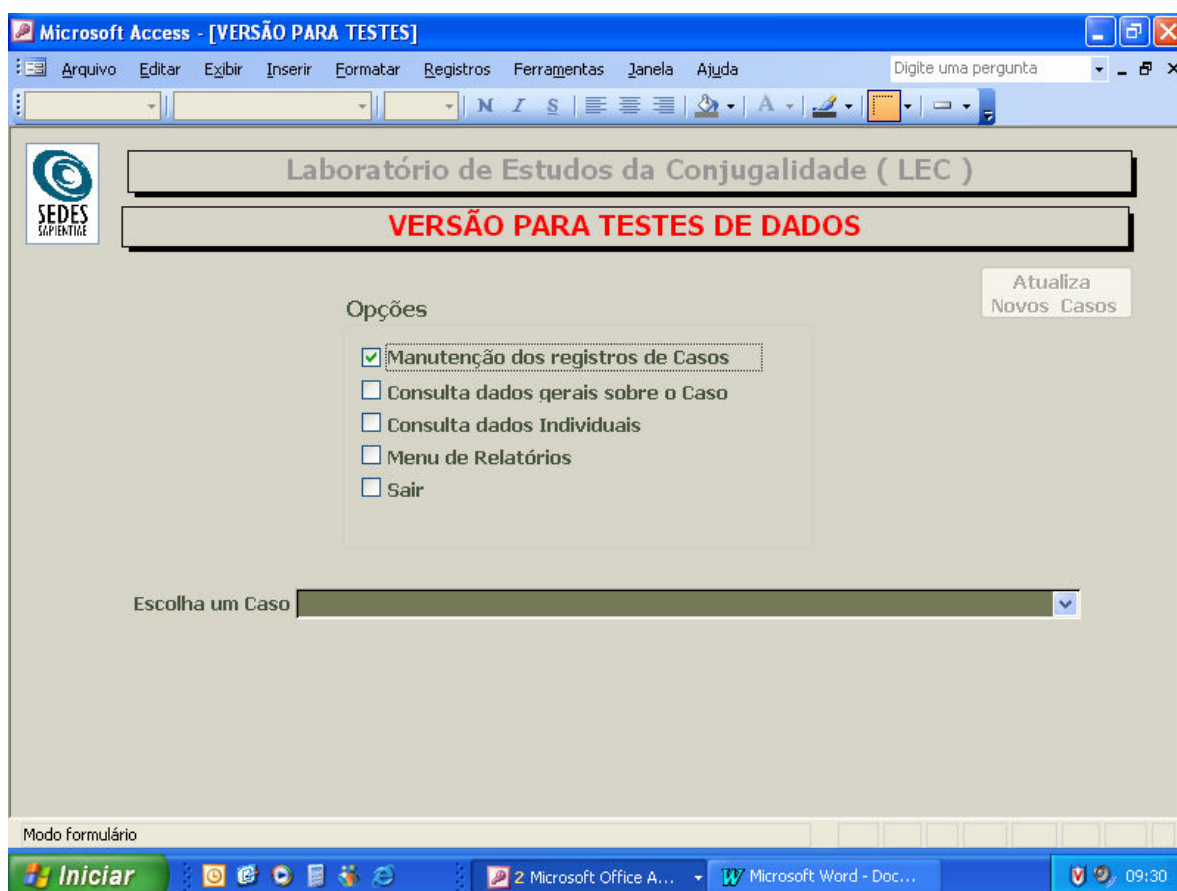 Microsoft Access - [VERSÃO PARA TESTES]
Arquivo Editar Exibir Inserir Formatar Registros Ferramentas Janela Ajuda Digite uma pergunta
N I S A
SEDES
SAPIENTIAE
Laboratório de Estudos da Conjugalidade ( LEC )
VERSÃO PARA TESTES DE DADOS
Atualiza
Novos Casos
Opções
Manutenção dos registros de Casos
Consulta dados gerais sobre o Caso
Consulta dados Individuais
Menu de Relatórios
Sair
Escolha um Caso
Modo formulário
Iniciar 2 Microsoft Office A... Microsoft Word - Doc... 09:30